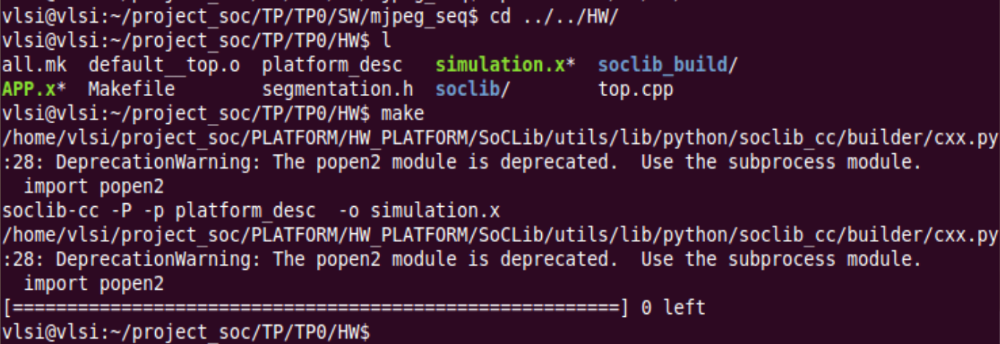 vlsi@vlsi:~/project_soc/TP/TP0/SW/mjpeg_seq$ cd ../../HW/
vlsi@vlsi:~/project_soc/TP/TP0/HW$ l
all.mk  default__top.o  platform_desc   simulation.x*  soclib_build/
APP.x*  Makefile        segmentation.h  soclib/        top.cpp
vlsi@vlsi:~/project_soc/TP/TP0/HW$ make
/home/vlsi/project_soc/PLATFORM/HW_PLATFORM/SoCLib/utils/lib/python/soclib_cc/builder/cxx.py
:28: DeprecationWarning: The popen2 module is deprecated.  Use the subprocess module.
  import popen2
soclib-cc -P -p platform_desc  -o simulation.x
/home/vlsi/project_soc/PLATFORM/HW_PLATFORM/SoCLib/utils/lib/python/soclib_cc/builder/cxx.py
:28: DeprecationWarning: The popen2 module is deprecated.  Use the subprocess module.
  import popen2
[========================================================] 0 left
vlsi@vlsi:~/project_soc/TP/TP0/HW$